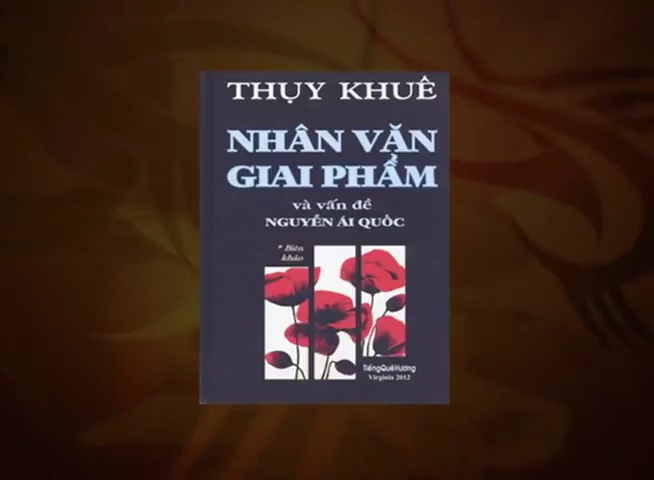 THỤY KHUÊ
NHÂN VĂN
GIAI PHẨM
và vấn đề
NGUYỄN ÁI QUỐC
* Biên
khảo
TiếngQuêHương
Virginia 2012